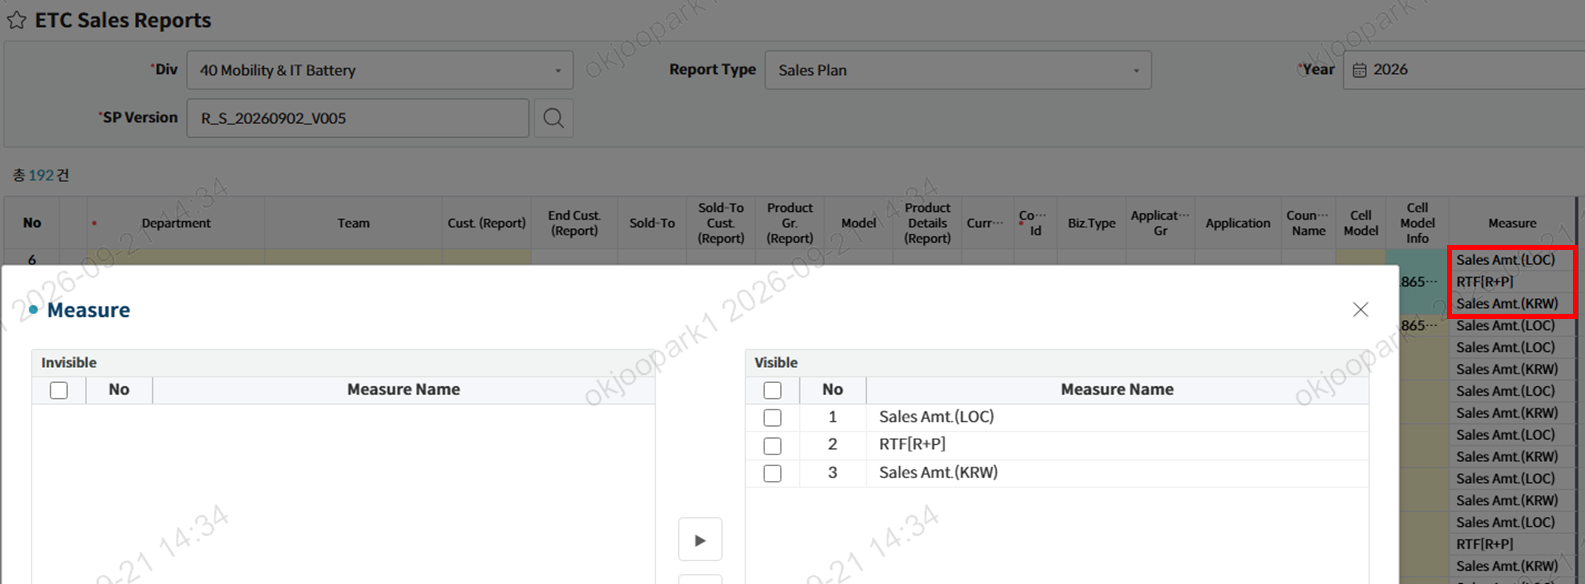 ETC Sales Reports
*Div 40 Mobility & IT Battery Report Type Sales Plan *Year 2026
*SP Version R_S_20260902_V005
총 192 건
No * Department Team Cust. (Report) End Cust. (Report) Sold-To Sold-To Cust. (Report) Product Gr. (Report) Model Product Details (Report) Curr··· Co··· * Id Biz.Type Applicat··· Gr Application Coun··· Name Cell Model Cell Model Info Measure
6 Sales Amt.(LOC)
865··· RTF[R+P]
Sales Amt.(KRW)
865··· Sales Amt.(LOC)
Sales Amt.(LOC)
Sales Amt.(KRW)
Sales Amt.(LOC)
Sales Amt.(KRW)
Sales Amt.(LOC)
Sales Amt.(KRW)
Sales Amt.(LOC)
Sales Amt.(KRW)
Sales Amt.(LOC)
RTF[R+P]
Sales Amt.(KRW)
Measure
Invisible
No Measure Name
Visible
No Measure Name
1 Sales Amt.(LOC)
2 RTF[R+P]
3 Sales Amt.(KRW)
okjoopark1 2026-09-21 14:34